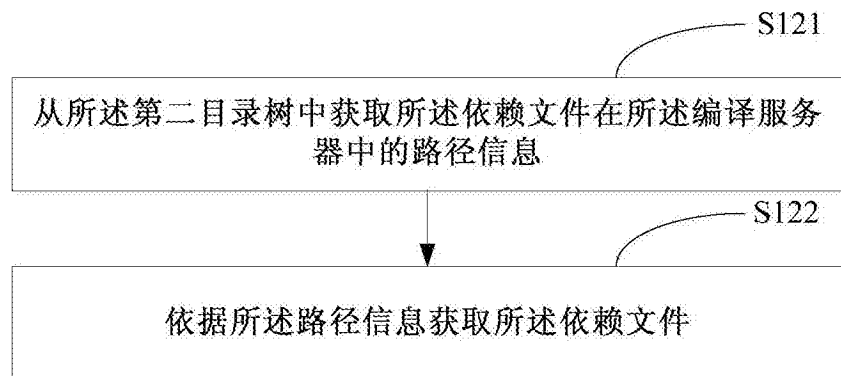 S121
从所述第二目录树中获取所述依赖文件在所述编译服务
器中的路径信息
S122
依据所述路径信息获取所述依赖文件